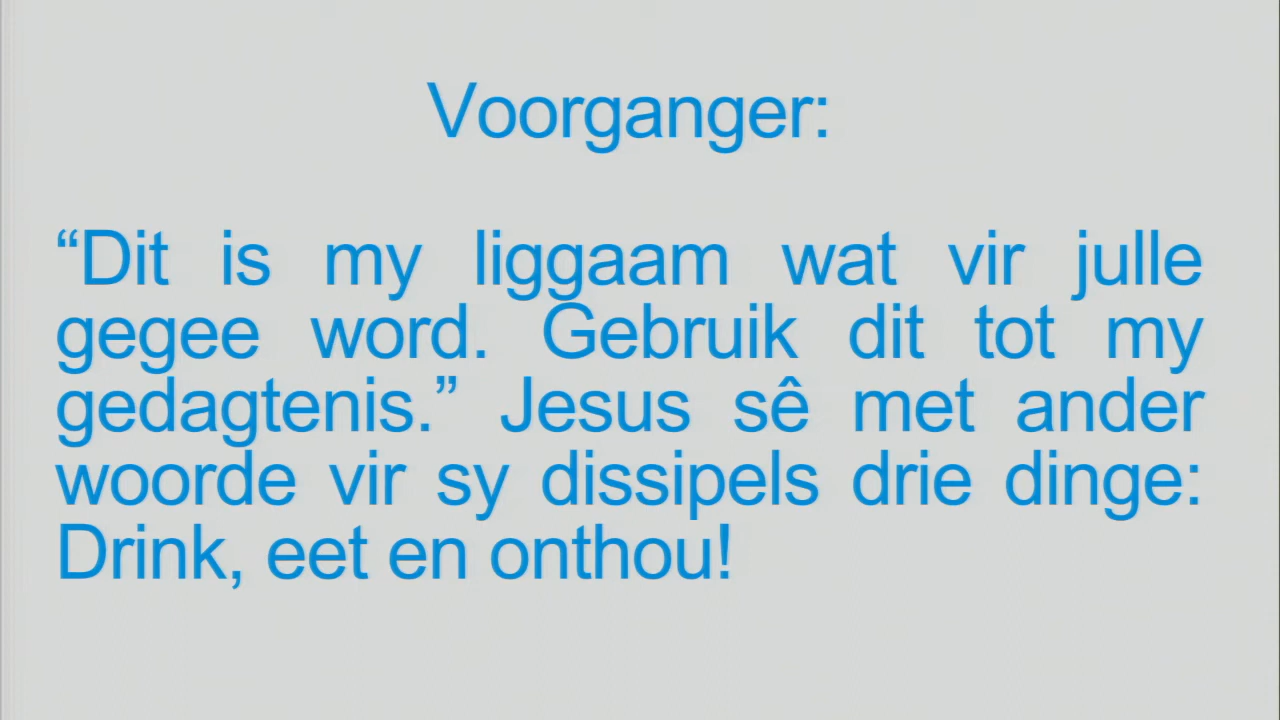 Voorganger:
“Dit is my liggaam wat vir julle
gegee word. Gebruik dit tot my
gedagtenis.” Jesus sê met ander
woorde vir sy dissipels drie dinge:
Drink, eet en onthou!